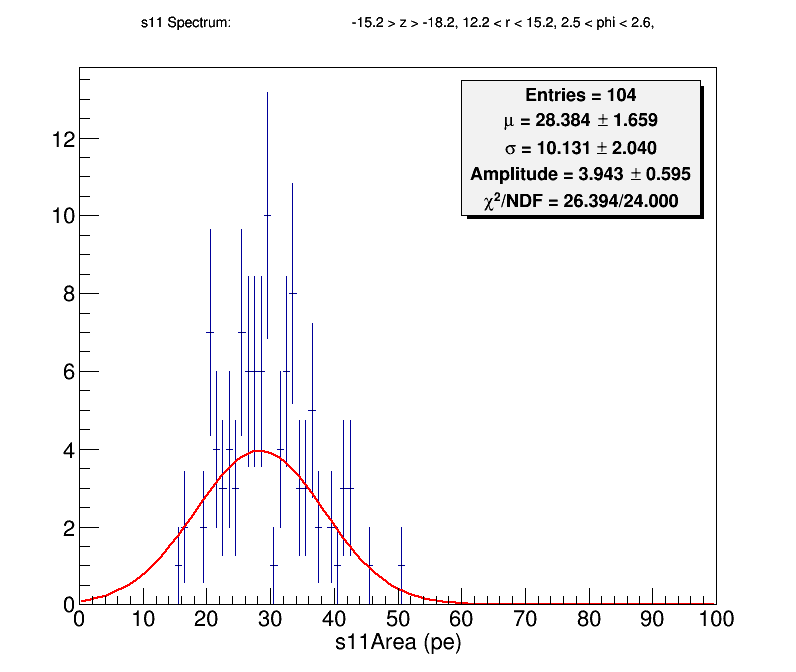 s11 Spectrum: -15.2 > z > -18.2, 12.2 < r < 15.2, 2.5 < phi < 2.6,
Entries = 104
μ = 28.384 ± 1.659
σ = 10.131 ± 2.040
Amplitude = 3.943 ± 0.595
χ²/NDF = 26.394/24.000
12
10
8
6
4
2
0
0 10 20 30 40 50 60 70 80 90 100
s11Area (pe)